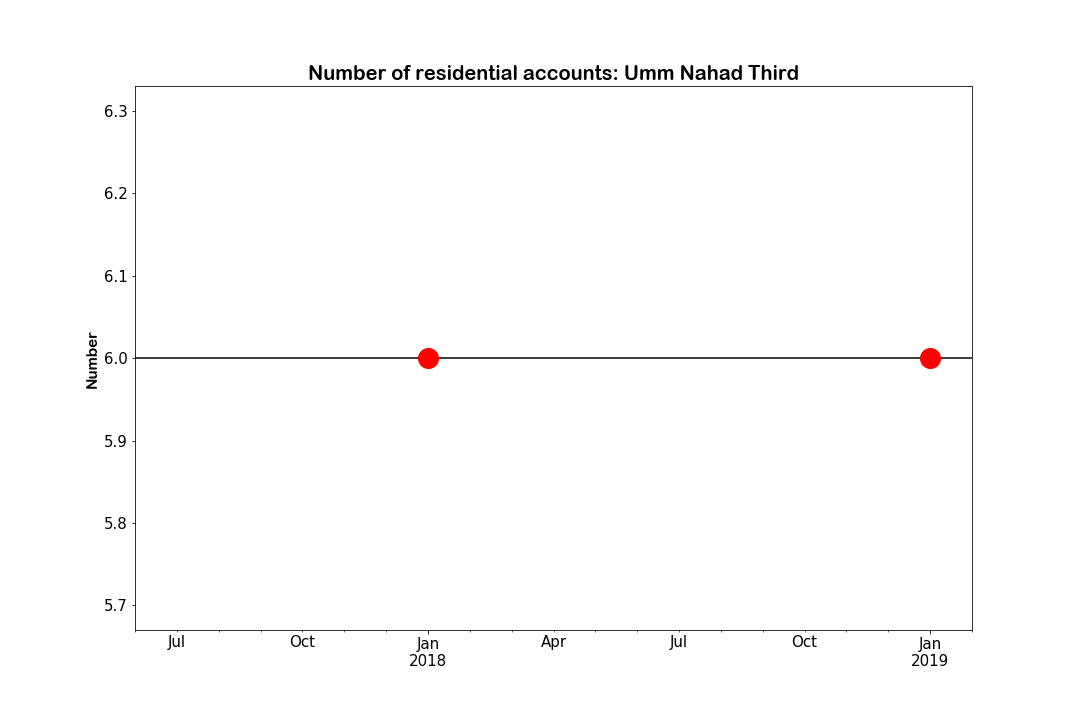 Number of residential accounts: Umm Nahad Third
Number
6.3
6.2
6.1
6.0
5.9
5.8
5.7
Jul Oct Jan Apr Jul Oct Jan
2018 2019